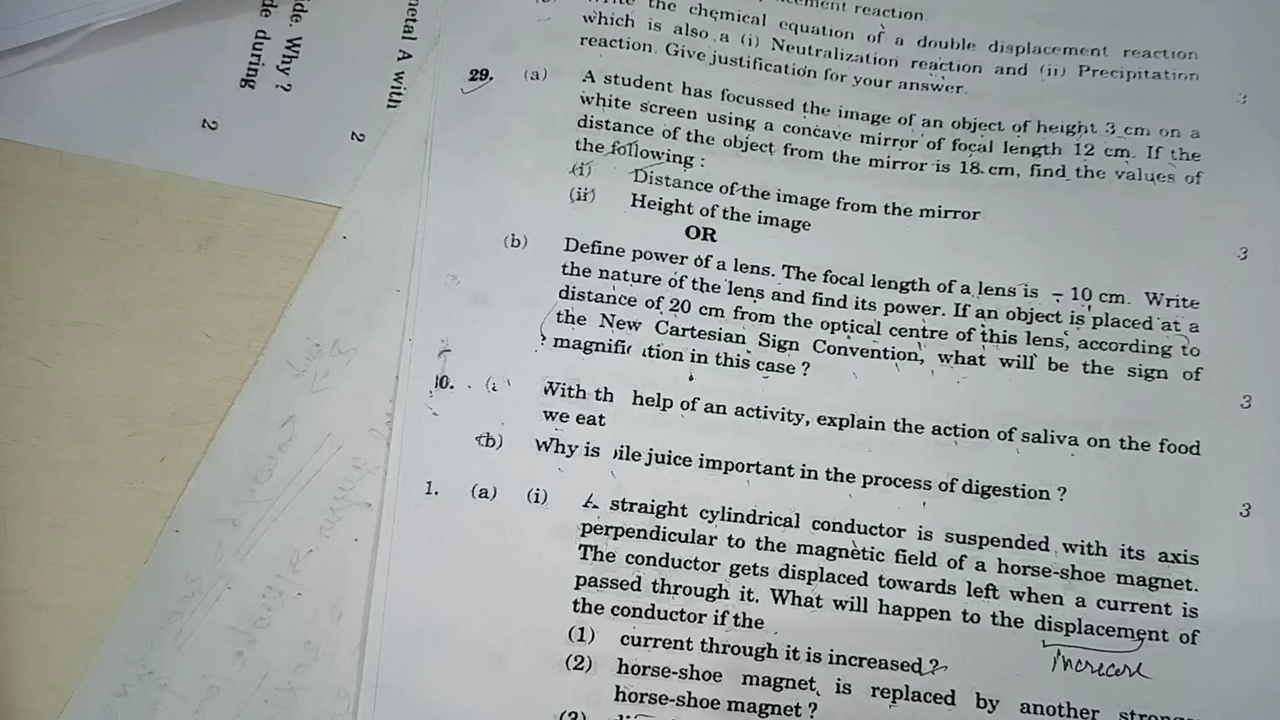 cement reaction.
the chemical equation of a double displacement reaction
which is also a (i) Neutralization reaction and (ii) Precipitation
reaction. Give justification for your answer.
3
29. (a) A student has focussed the image of an object of height 3 cm on a
white screen using a concave mirror of focal length 12 cm. If the
distance of the object from the mirror is 18 cm, find the values of
the following :
(i) Distance of the image from the mirror
(ii) Height of the image
3
OR
(b) Define power of a lens. The focal length of a lens is – 10 cm. Write
the nature of the lens and find its power. If an object is placed at a
distance of 20 cm from the optical centre of this lens, according to
the New Cartesian Sign Convention, what will be the sign of
magnification in this case ?
3
With th help of an activity, explain the action of saliva on the food
we eat
(b) Why is bile juice important in the process of digestion ?
3
1. (a) (i) A straight cylindrical conductor is suspended with its axis
perpendicular to the magnetic field of a horse-shoe magnet.
The conductor gets displaced towards left when a current is
passed through it. What will happen to the displacement of
the conductor if the
(1) current through it is increased ?
increase
(2) horse-shoe magnet is replaced by another
horse-shoe magnet ?
netal A with
2
ide. Why ?
de during
2